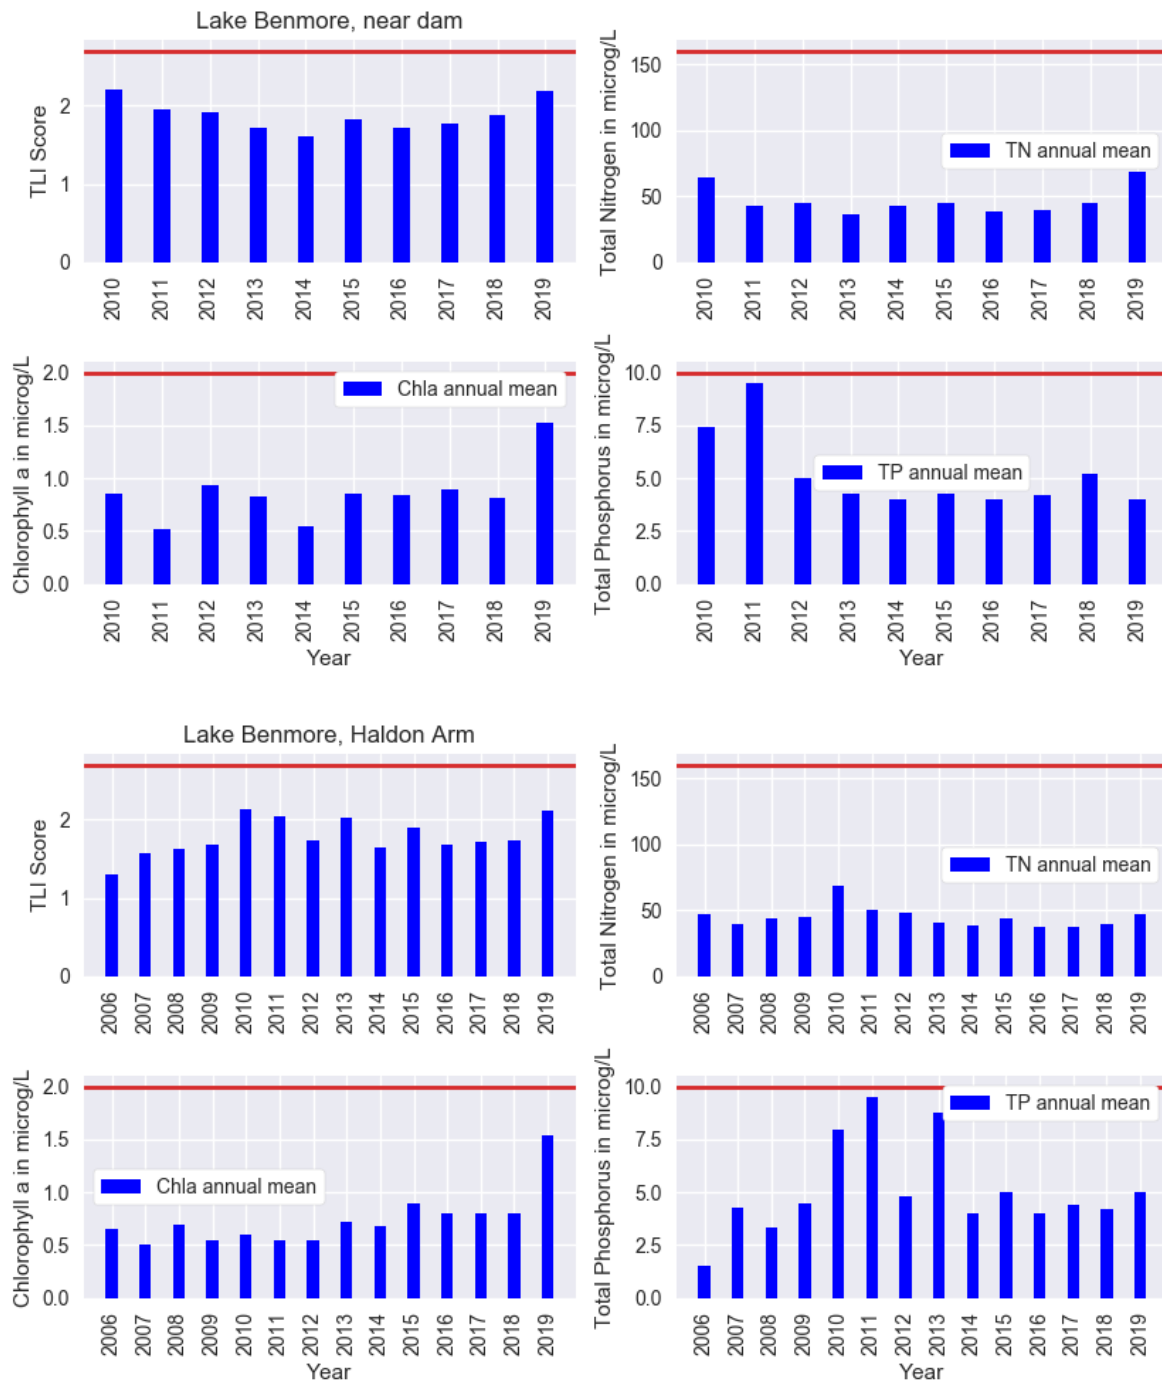 Lake Benmore, near dam
TLI Score
2
1
0
2010 2011 2012 2013 2014 2015 2016 2017 2018 2019
Total Nitrogen in microg/L
150
100
50
0
TN annual mean
2010 2011 2012 2013 2014 2015 2016 2017 2018 2019
Chlorophyll a in microg/L
2.0
1.5
1.0
0.5
0.0
Chla annual mean
2010 2011 2012 2013 2014 2015 2016 2017 2018 2019
Year
Total Phosphorus in microg/L
10.0
7.5
5.0
2.5
0.0
TP annual mean
2010 2011 2012 2013 2014 2015 2016 2017 2018 2019
Year
Lake Benmore, Haldon Arm
TLI Score
2
1
0
2006 2007 2008 2009 2010 2011 2012 2013 2014 2015 2016 2017 2018 2019
Total Nitrogen in microg/L
150
100
50
0
TN annual mean
2006 2007 2008 2009 2010 2011 2012 2013 2014 2015 2016 2017 2018 2019
Chlorophyll a in microg/L
2.0
1.5
1.0
0.5
0.0
Chla annual mean
2006 2007 2008 2009 2010 2011 2012 2013 2014 2015 2016 2017 2018 2019
Year
Total Phosphorus in microg/L
10.0
7.5
5.0
2.5
0.0
TP annual mean
2006 2007 2008 2009 2010 2011 2012 2013 2014 2015 2016 2017 2018 2019
Year